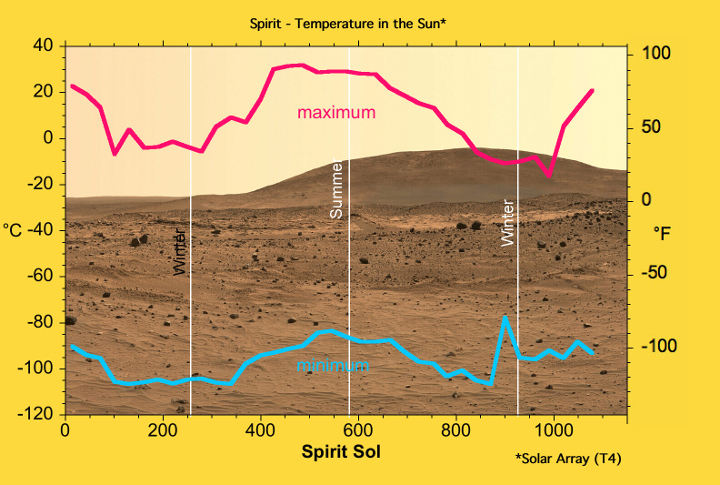 Spirit - Temperature in the Sun*
40
20
0
-20
-40
-60
-80
-100
-120
°C
100
50
0
-50
-100
°F
maximum
minimum
Winter
Summer
Winter
0
200
400
600
800
1000
Spirit Sol
*Solar Array (T4)